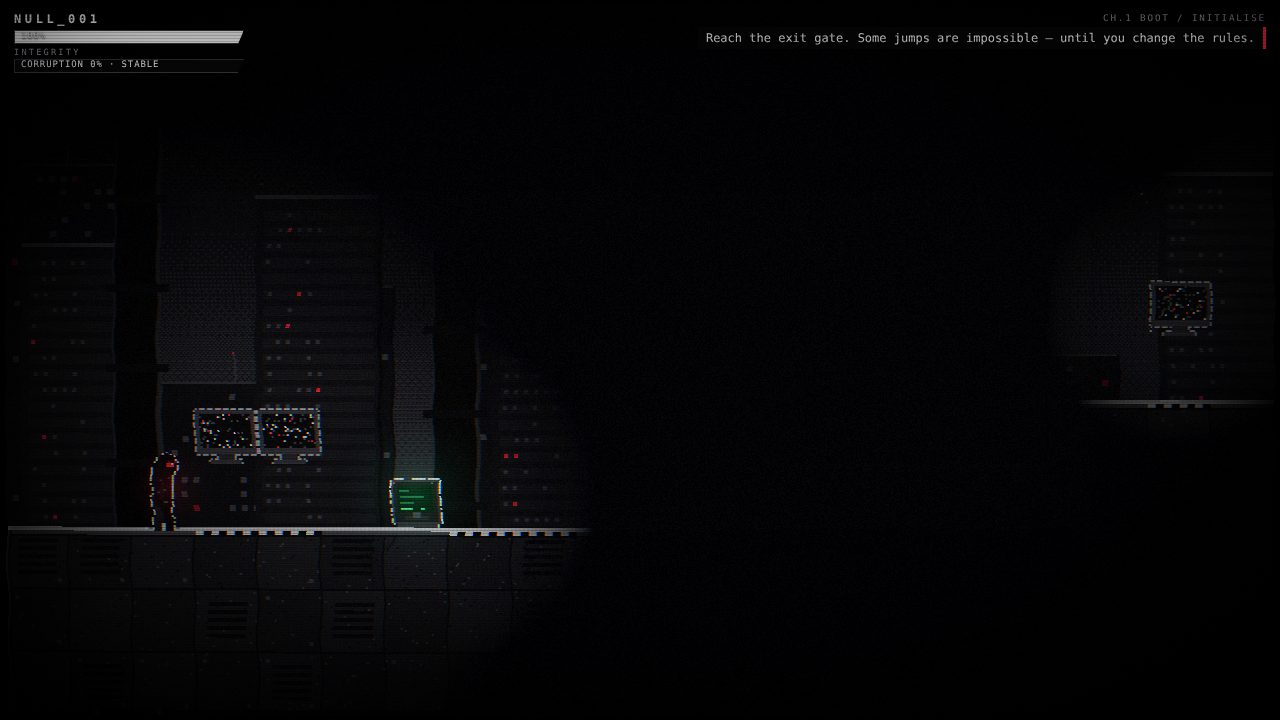 NULL_001
100%
INTEGRITY
CORRUPTION 0% · STABLE
CH.1 BOOT / INITIALISE
Reach the exit gate. Some jumps are impossible — until you change the rules.